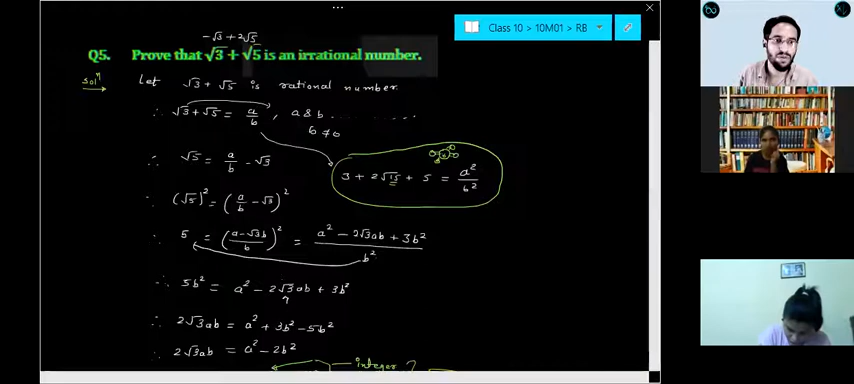 Class 10 > 10M01 > RB
-√3 + 2√5
Q5. Prove that √3 + √5 is an irrational number.
Solⁿ Let √3 + √5 is rational number
∴ √3 + √5 = a/b , a & b ..........
b ≠ 0
∴ √5 = a/b - √3
3 + 2√15 + 5 = a²/b²
∴ (√5)² = (a/b - √3)²
∴ 5 = ((a - √3b)/b)² = (a² - 2√3ab + 3b²)/b²
∴ 5b² = a² - 2√3ab + 3b²
∴ 2√3ab = a² + 3b² - 5b²
∴ 2√3ab = a² - 2b²
integer